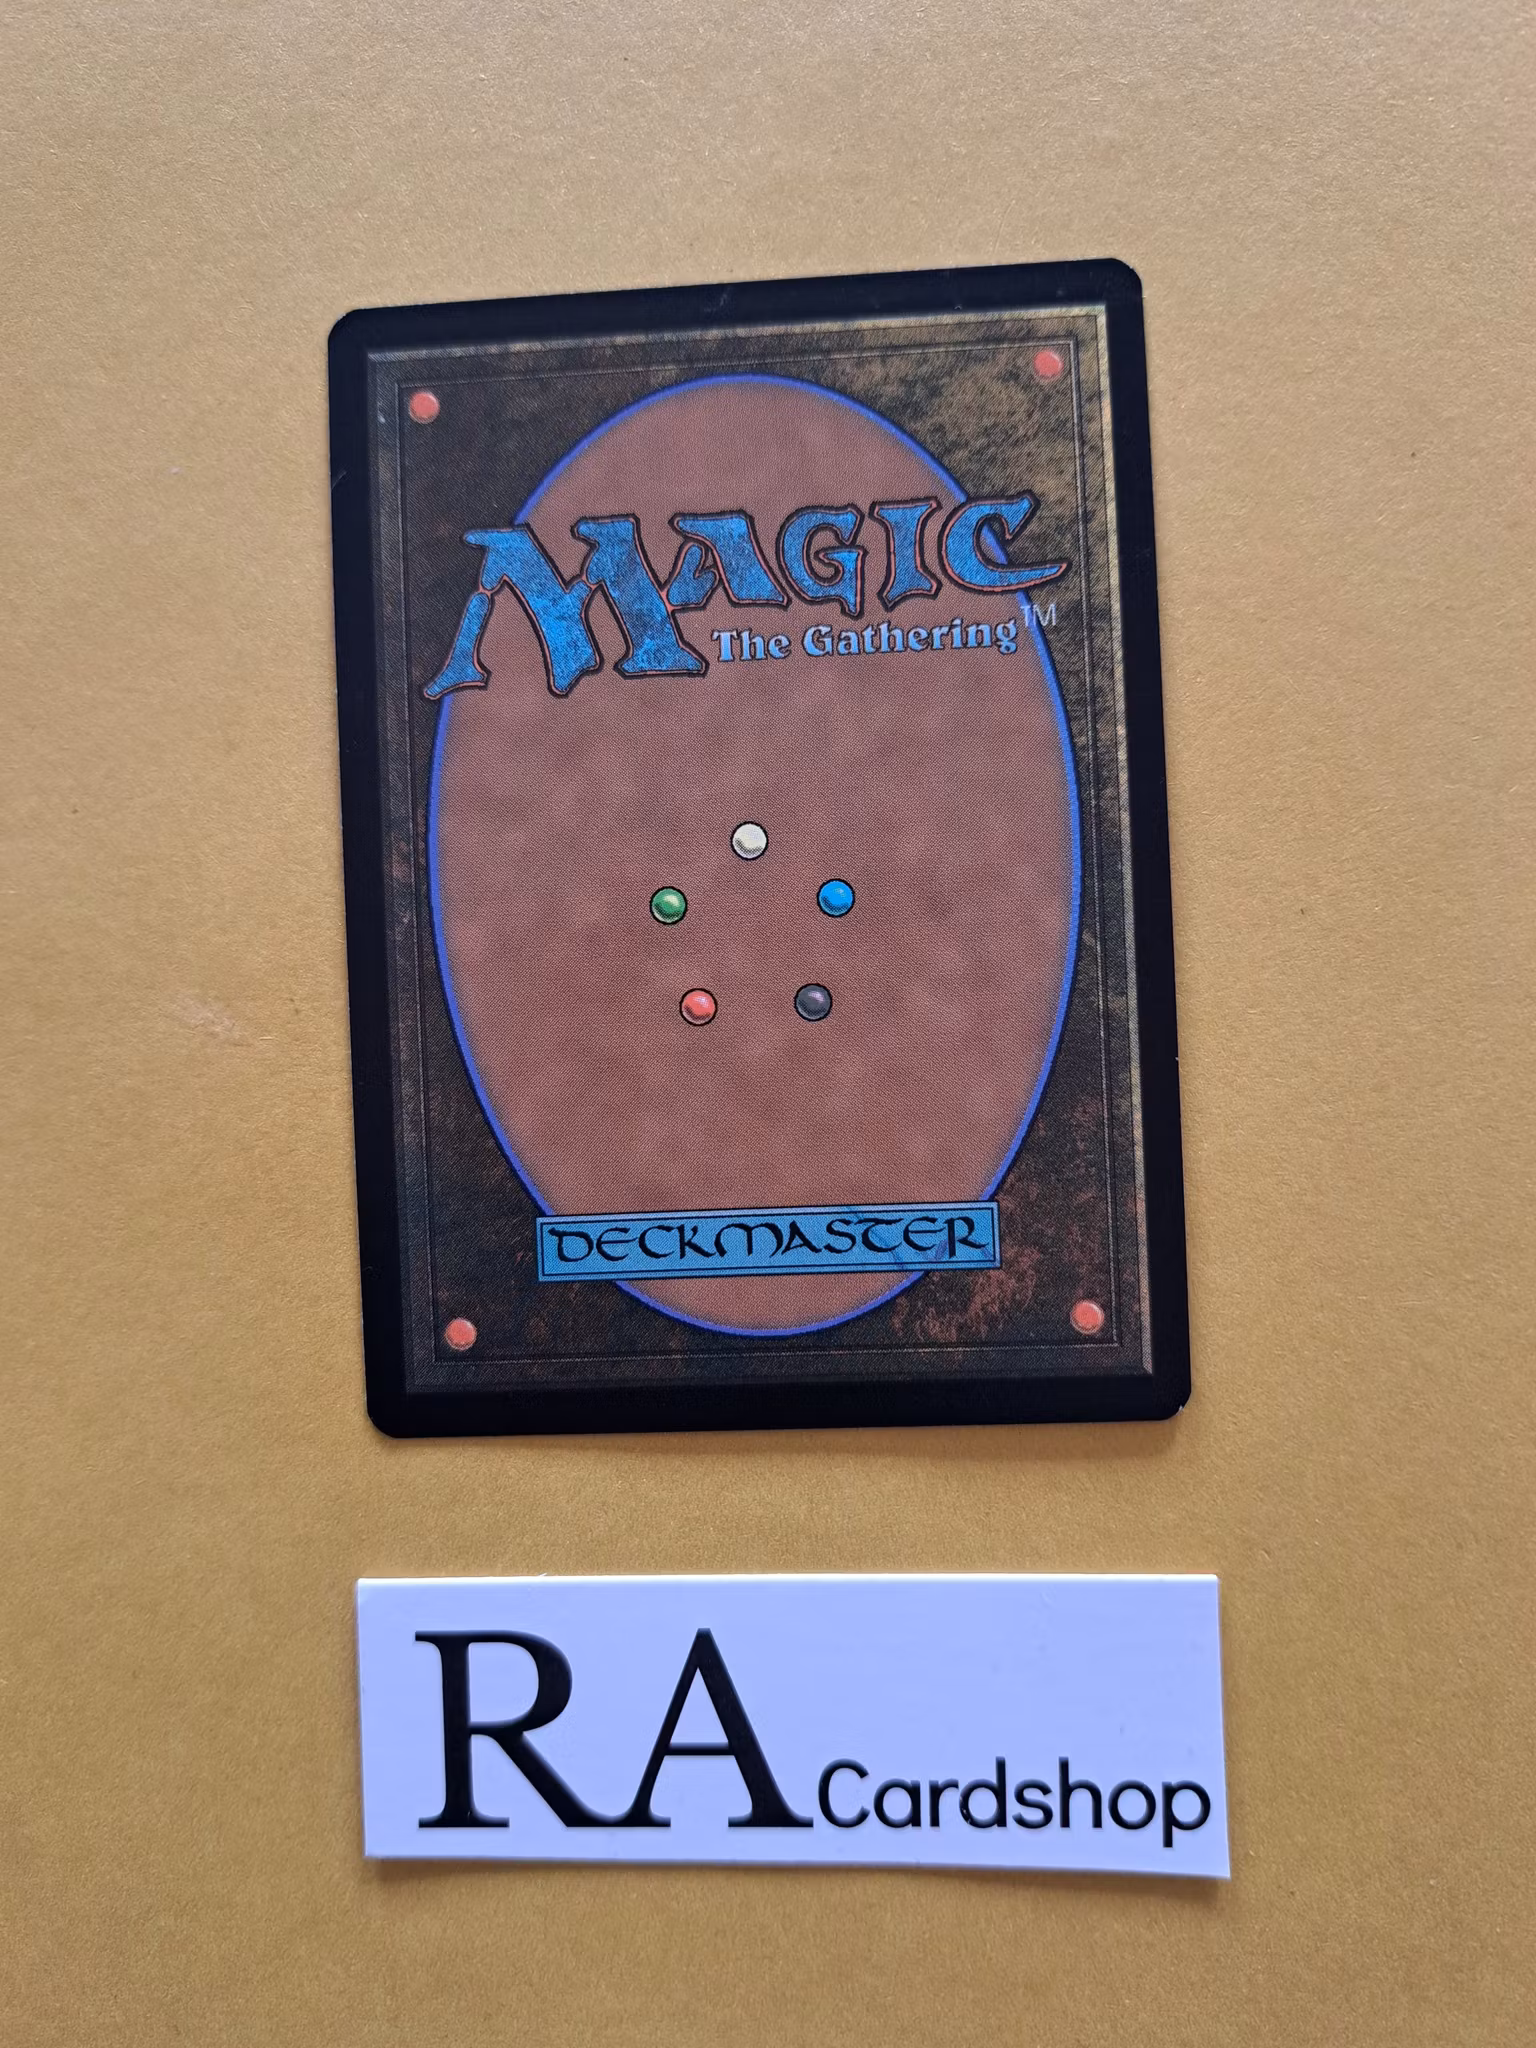 MAGIC
The Gathering™
DECKMASTER
RA Cardshop